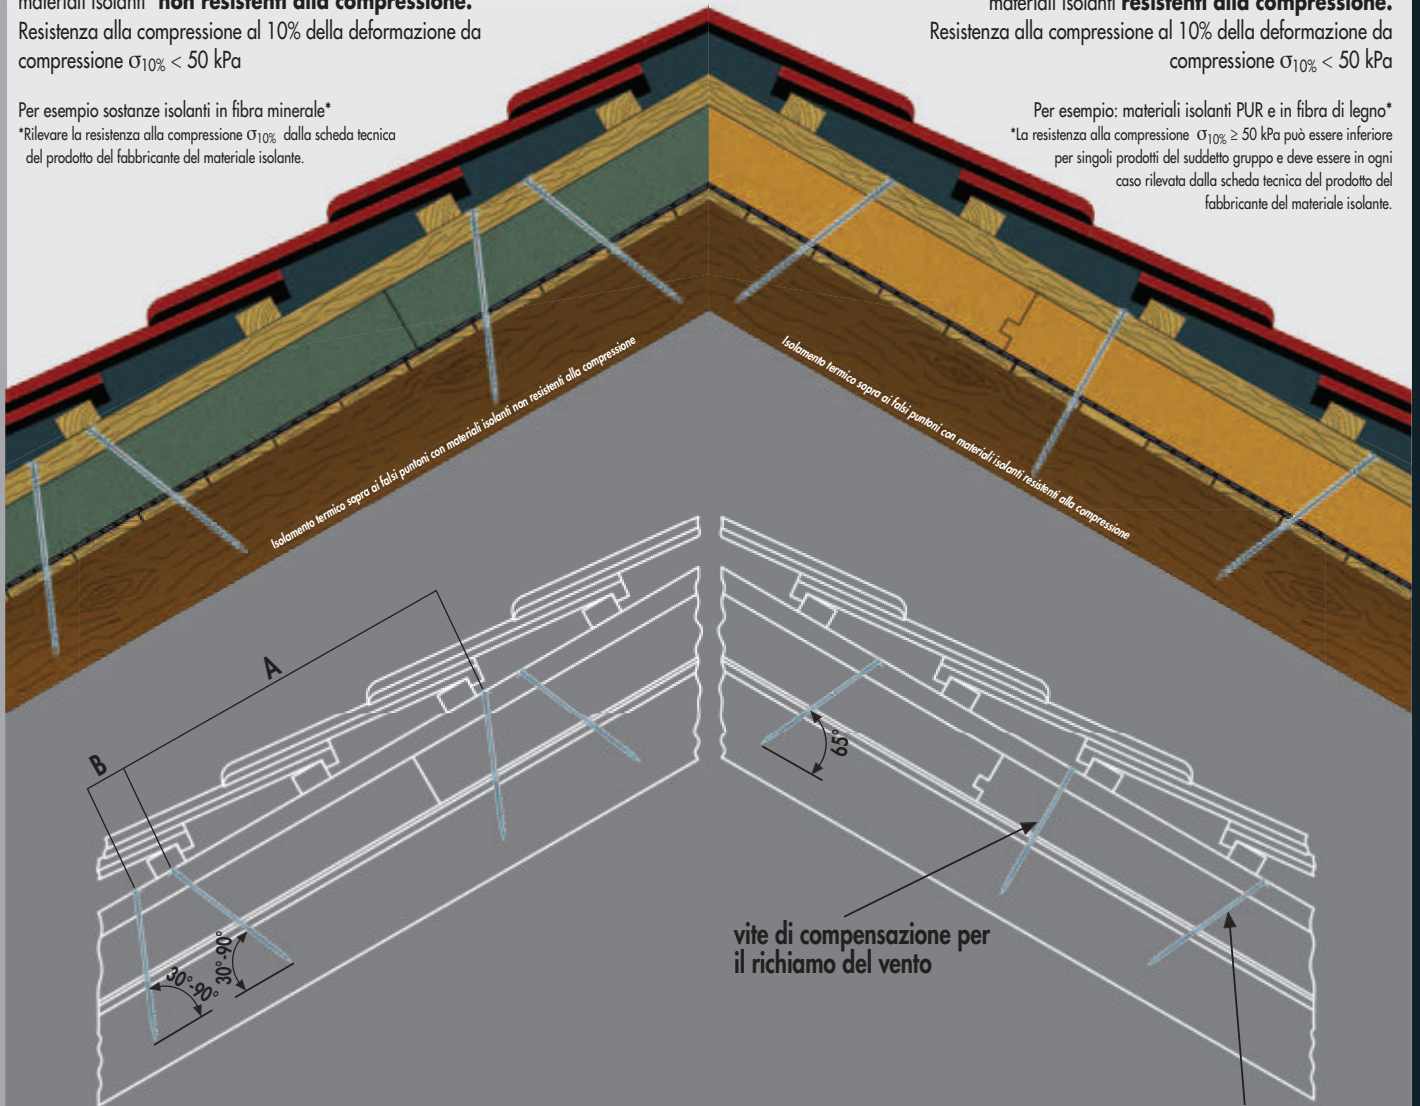 materiali isolanti non resistenti alla compressione.
Resistenza alla compressione al 10% della deformazione da
compressione σ10% < 50 kPa
Per esempio sostanze isolanti in fibra minerale*
*Rilevare la resistenza alla compressione σ10% dalla scheda tecnica
del prodotto del fabbricante del materiale isolante.
materiali isolanti resistenti alla compressione.
Resistenza alla compressione al 10% della deformazione da
compressione σ10% < 50 kPa
Per esempio: materiali isolanti PUR e in fibra di legno*
*La resistenza alla compressione σ10% ≥ 50 kPa può essere inferiore
per singoli prodotti del suddetto gruppo e deve essere in ogni
caso rilevata dalla scheda tecnica del prodotto del
fabbricante del materiale isolante.
Isolamento termico sopra ai falsi puntoni con materiali isolanti non resistenti alla compressione
Isolamento termico sopra ai falsi puntoni con materiali isolanti resistenti alla compressione
A
B
30°-90°
30°-90°
65°
vite di compensazione per
il richiamo del vento